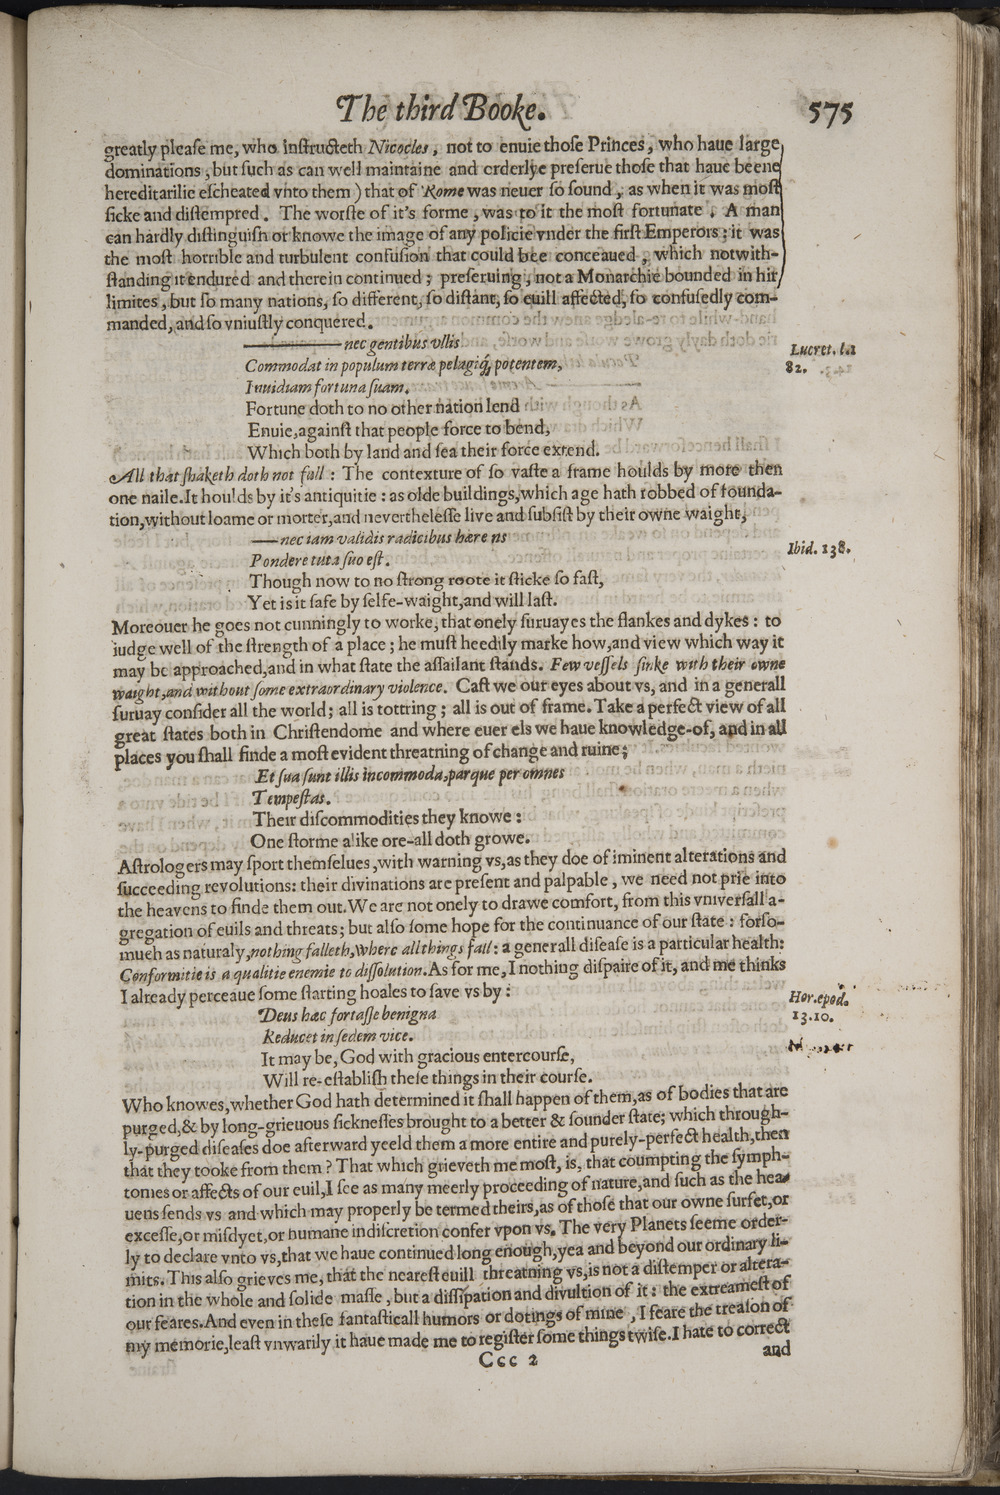 The third Booke. 575
greatly pleaſe me, who inſtructeth Nicocles, not to enuie thoſe Princes, who haue large
dominations, but ſuch as can well maintaine and orderlye preſerue thoſe that haue beene
hereditarilie eſcheated vnto them) that of Rome was neuer ſo ſound, as when it was moſt
ſicke and diſtempred. The worſte of it's forme, was to it the moſt fortunate. A man
can hardly diſtinguiſh or knowe the image of any policie vnder the firſt Emperors: it was
the moſt horrible and turbulent confuſion that could bee conceaued, which notwith-
ſtanding it endured and therein continued; preſeruing, not a Monarchie bounded in hir
limites, but ſo many nations, ſo different, ſo diſtant, ſo euill affected, ſo confuſedly com-
manded, and ſo vniuſtly conquered.
——— nec gentibus vllis
Lucret. l.1
Commodat in populum terræ pelagiq́; potentem,
82.
Inuidiam fortuna ſuam.
Fortune doth to no other nation lend
Enuie, againſt that people force to bend,
Which both by land and ſea their force extend.
All that ſhaketh doth not fall: The contexture of ſo vaſte a frame houlds by more then
one naile. It houlds by it's antiquitie: as olde buildings, which age hath robbed of founda-
tion, without loame or morter, and neuertheleſſe live and ſubſiſt by their owne waight,
—— nec iam validis radicibus hærens
Ibid. 138.
Pondere tuta ſuo eſt.
Though now to no ſtrong roote it ſticke ſo faſt,
Yet is it ſafe by ſelfe-waight, and will laſt.
Moreouer he goes not cunningly to worke, that onely ſuruayes the flankes and dykes: to
iudge well of the ſtrength of a place; he muſt heedily marke how, and view which way it
may be approached, and in what ſtate the aſſailant ſtands. Few veſſels ſinke with their owne
waight, and without ſome extraordinary violence. Caſt we our eyes about vs, and in a generall
ſuruay conſider all the world; all is tottring; all is out of frame. Take a perfect view of all
great ſtates both in Chriſtendome and where euer els we haue knowledge-of, and in all
places you ſhall finde a moſt evident threatning of change and ruine;
Et ſua ſunt illis incommoda, parque per omnes
Tempeſtas.
Their diſcommodities they knowe:
One ſtorme alike ore-all doth growe.
Aſtrologers may ſport themſelues, with warning vs, as they doe of iminent alterations and
ſucceeding revolutions: their divinations are preſent and palpable, we need not prie into
the heavens to finde them out. We are not onely to drawe comfort, from this vniverſall a-
gregation of euils and threats; but alſo ſome hope for the continuance of our ſtate: forſo-
much as naturaly, nothing falleth, where all things fall: a generall diſeaſe is a particular health:
Conformitie is a qualitie enemie to diſſolution. As for me, I nothing diſpaire of it, and me thinks
I already perceaue ſome ſtarting hoales to ſave vs by:
Hor. epod.
Deus hæc fortaſſe benigna
13.10.
Reducet in ſedem vice.
It may be, God with gracious entercourſe,
Will re-eſtabliſh theſe things in their courſe.
Who knowes, whether God hath determined it ſhall happen of them, as of bodies that are
purged, & by long-grieuous ſickneſſes brought to a better & ſounder ſtate; which through-
ly-purged diſeaſes doe afterward yeeld them a more entire and purely-perfect health, then
that they tooke from them? That which grieveth me moſt, is, that coumpting the ſymph-
tomes or affects of our euil, I ſee as many meerly proceeding of nature, and ſuch as the hea-
uens ſends vs and which may properly be termed theirs, as of thoſe that our owne ſurfet, or
exceſſe, or miſdyet, or humane indiſcretion confer vpon vs. The very Planets ſeeme order-
ly to declare vnto vs, that we haue continued long enough, yea and beyond our ordinary li-
mits. This alſo grieves me, that the neareſt euill threatning vs, is not a diſtemper or altera-
tion in the whole and ſolide maſſe, but a diſſipation and divultion of it: the extreameſt of
our feares. And even in theſe fantaſticall humors or dotings of mine, I feare the treaſon of
my memorie, leaſt vnwarily it haue made me to regiſter ſome things twiſe. I hate to correct
Ccc 2 and